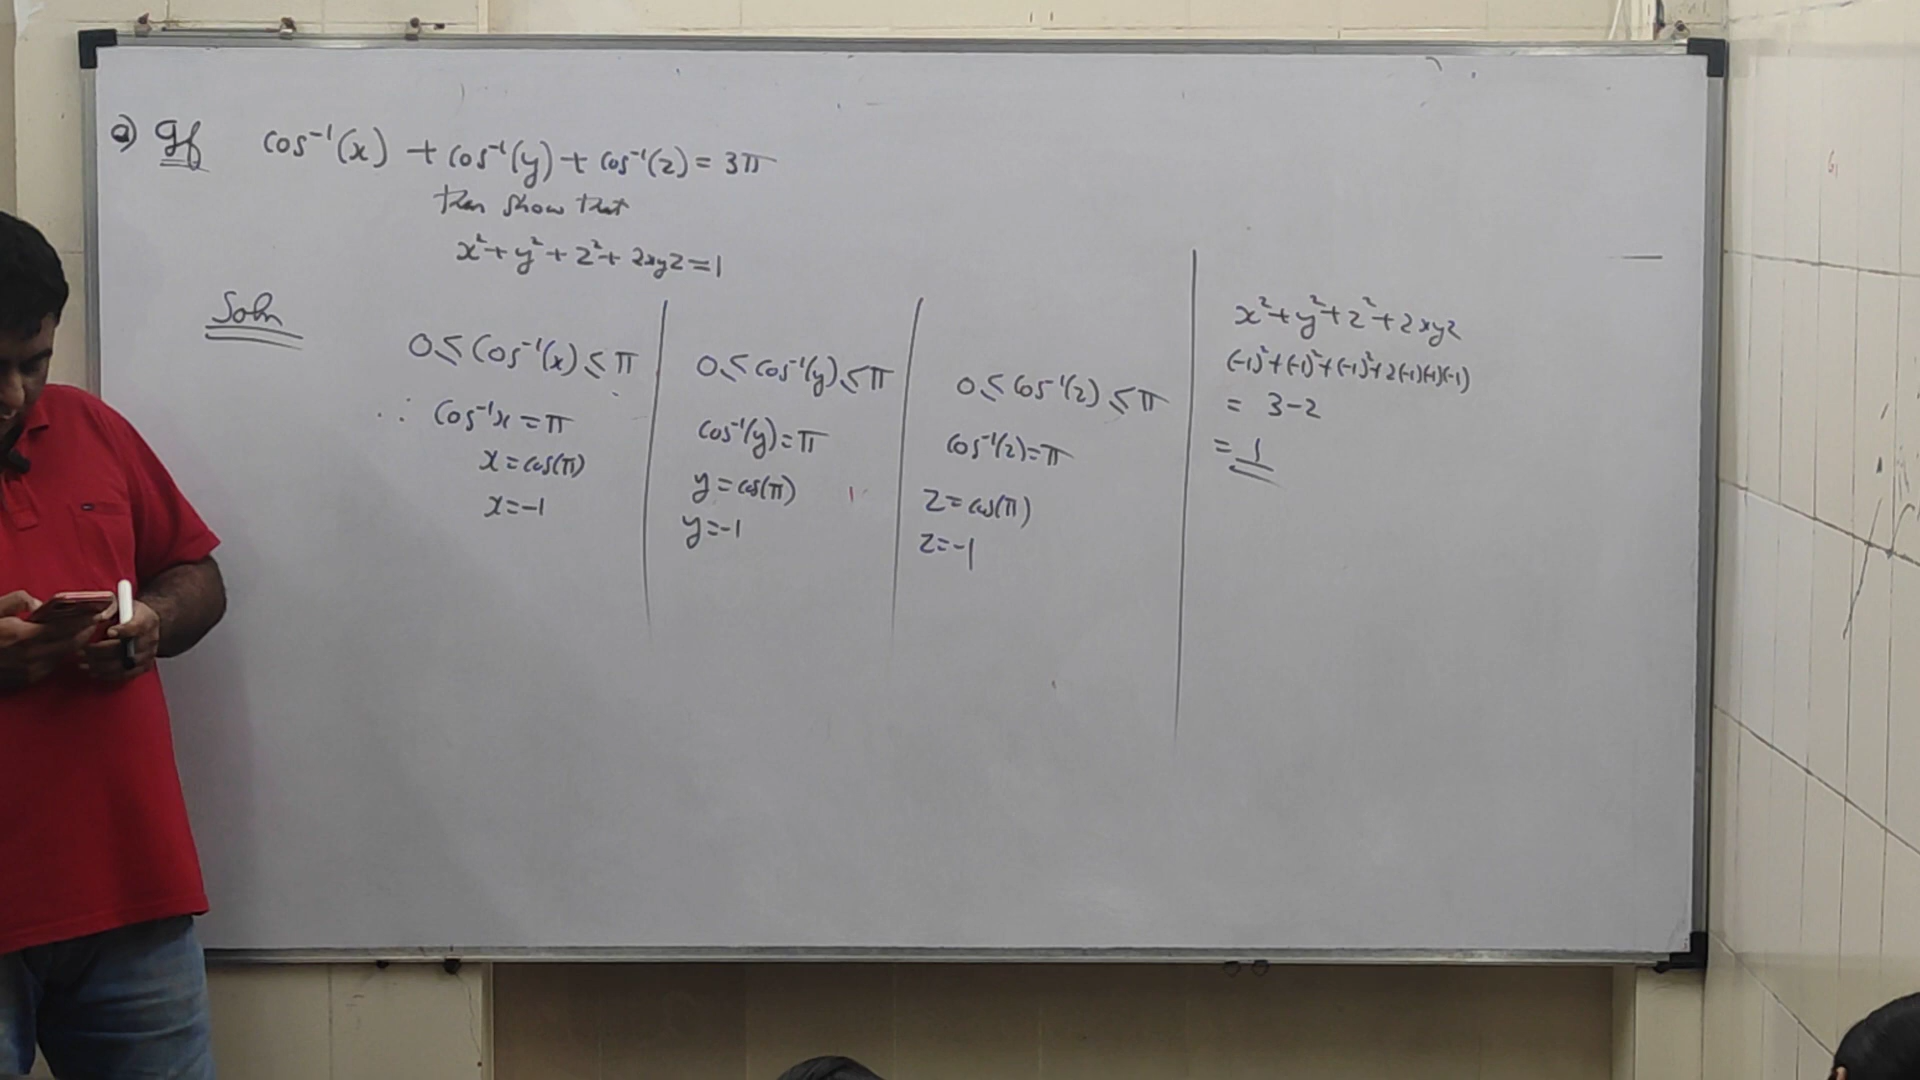 Q) If cos⁻¹(x) + cos⁻¹(y) + cos⁻¹(z) = 3π
then show that
x² + y² + z² + 2xyz = 1
Soln
0 ≤ cos⁻¹(x) ≤ π
∴ cos⁻¹x = π
x = cos(π)
x = -1
0 ≤ cos⁻¹(y) ≤ π
cos⁻¹(y) = π
y = cos(π)
y = -1
0 ≤ cos⁻¹(z) ≤ π
cos⁻¹(z) = π
z = cos(π)
z = -1
x² + y² + z² + 2xyz
(-1)² + (-1)² + (-1)² + 2(-1)(-1)(-1)
= 3-2
= 1